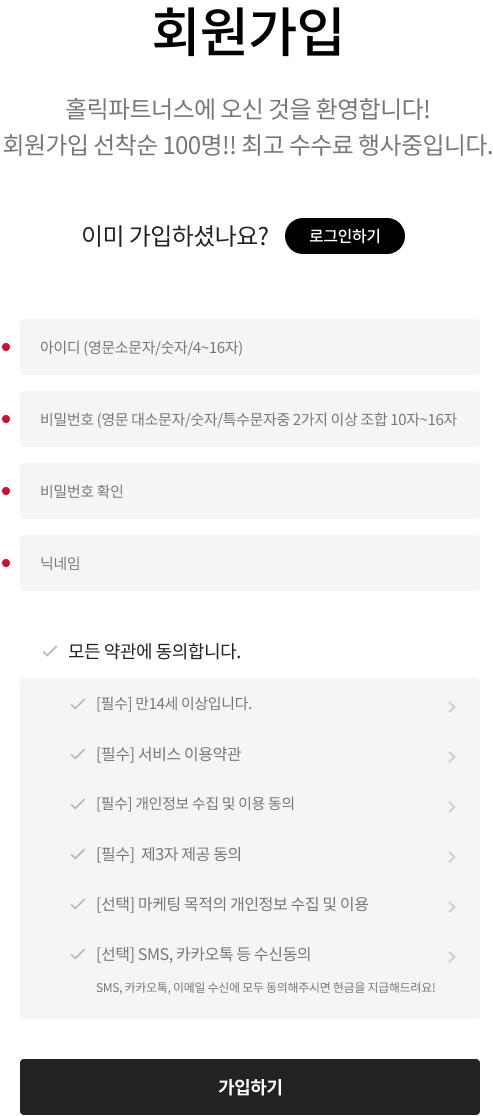 회원가입
홀릭파트너스에 오신 것을 환영합니다!
회원가입 선착순 100명!! 최고 수수료 행사중입니다.
이미 가입하셨나요? 로그인하기
아이디 (영문소문자/숫자/4~16자)
비밀번호 (영문 대소문자/숫자/특수문자중 2가지 이상 조합 10자~16자
비밀번호 확인
닉네임
모든 약관에 동의합니다.
[필수] 만14세 이상입니다.
[필수] 서비스 이용약관
[필수] 개인정보 수집 및 이용 동의
[필수] 제3자 제공 동의
[선택] 마케팅 목적의 개인정보 수집 및 이용
[선택] SMS, 카카오톡 등 수신동의
SMS, 카카오톡, 이메일 수신에 모두 동의해주시면 현금을 지급해드려요!
가입하기